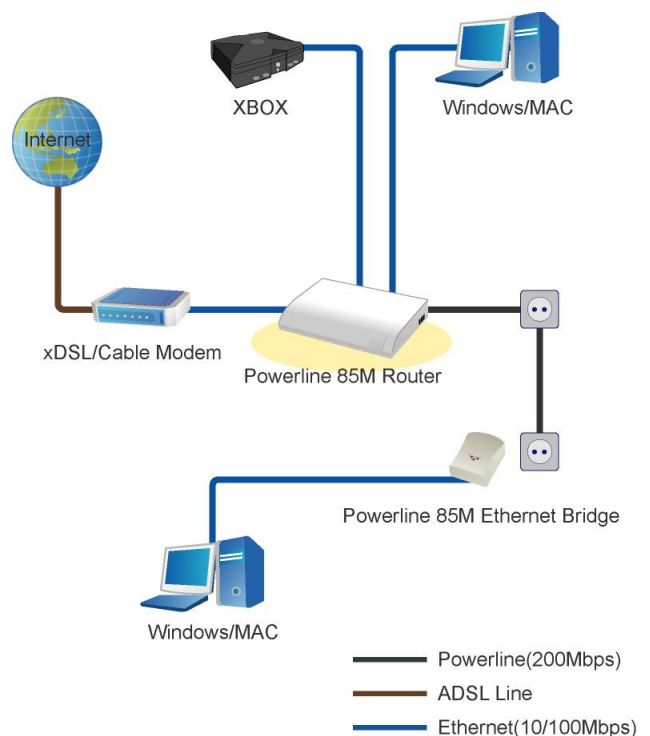 XBOX
Windows/MAC
Internet
xDSL/Cable Modem
Powerline 85M Router
Powerline 85M Ethernet Bridge
Windows/MAC
Powerline(200Mbps)
ADSL Line
Ethernet(10/100Mbps)